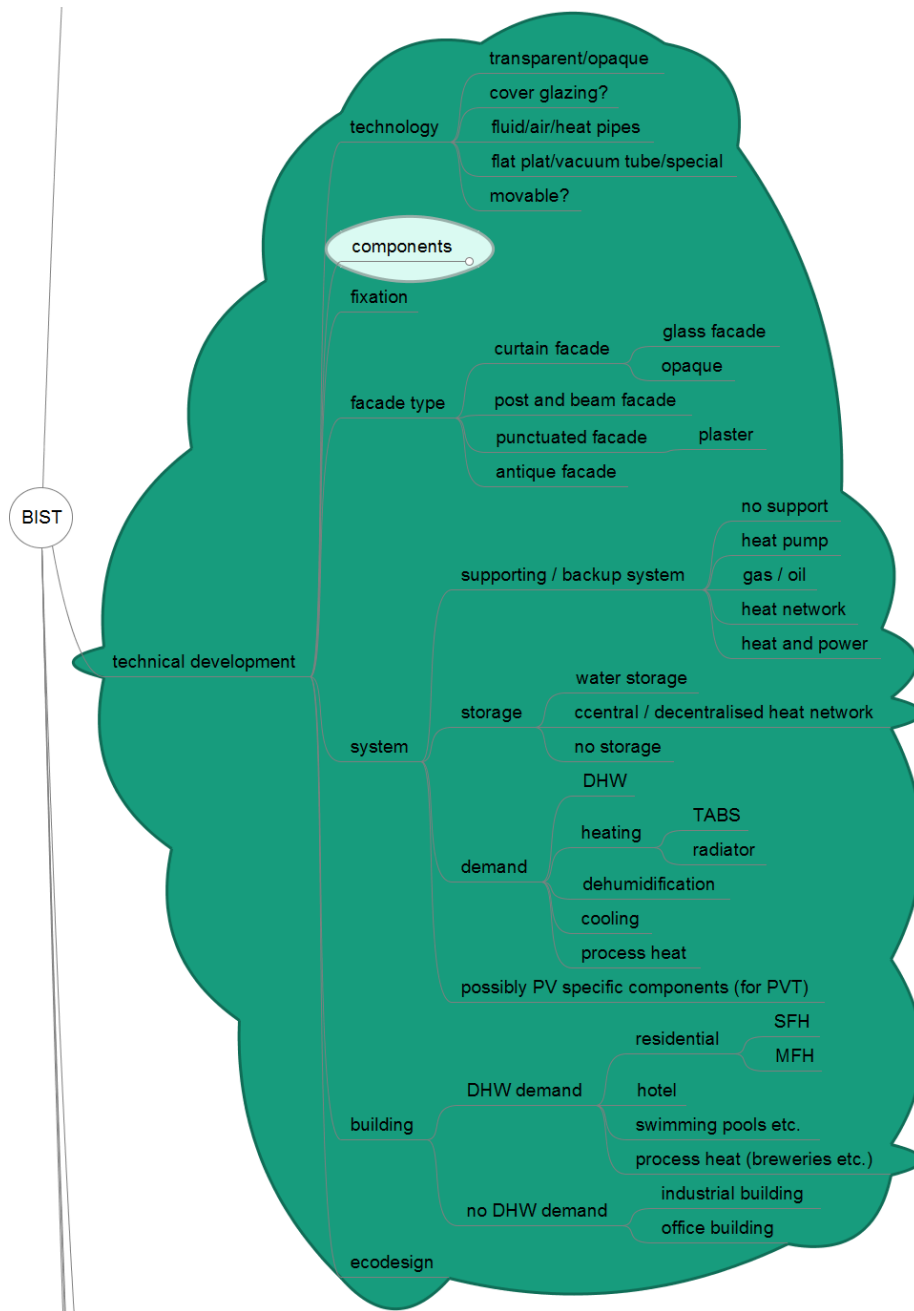 transparent/opaque
cover glazing?
technology
fluid/air/heat pipes
flat plat/vacuum tube/special
movable?
components
fixation
glass facade
curtain facade
opaque
facade type
post and beam facade
punctuated facade
plaster
antique facade
BIST
no support
heat pump
supporting / backup system
gas / oil
heat network
heat and power
technical development
water storage
storage
ccentral / decentralised heat network
system
no storage
DHW
TABS
heating
radiator
demand
dehumidification
cooling
process heat
possibly PV specific components (for PVT)
SFH
residential
MFH
DHW demand
hotel
building
swimming pools etc.
process heat (breweries etc.)
industrial building
no DHW demand
office building
ecodesign